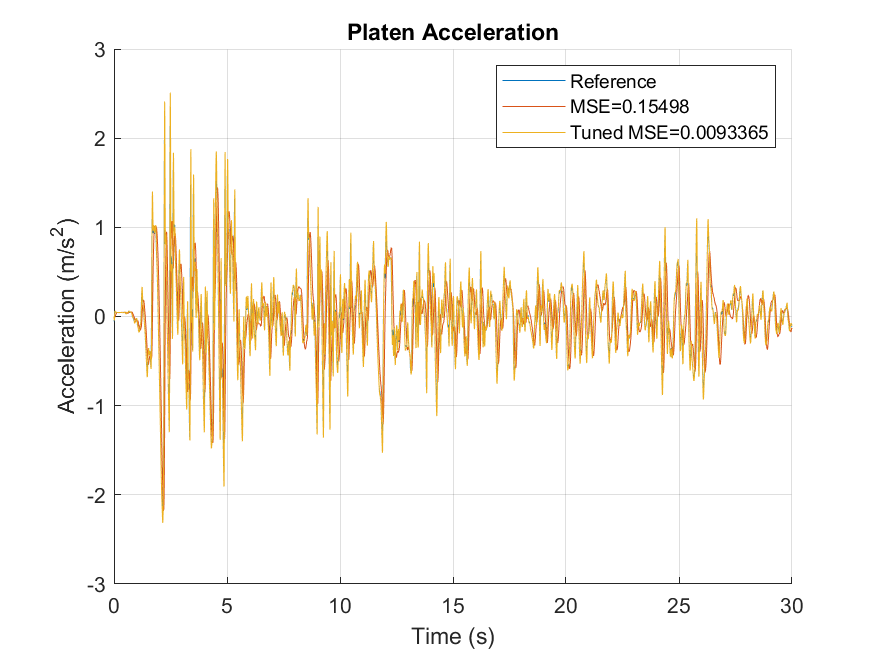 Platen Acceleration
3
2
1
0
-1
-2
-3
Acceleration (m/s²)
Reference
MSE=0.15498
Tuned MSE=0.0093365
0 5 10 15 20 25 30
Time (s)